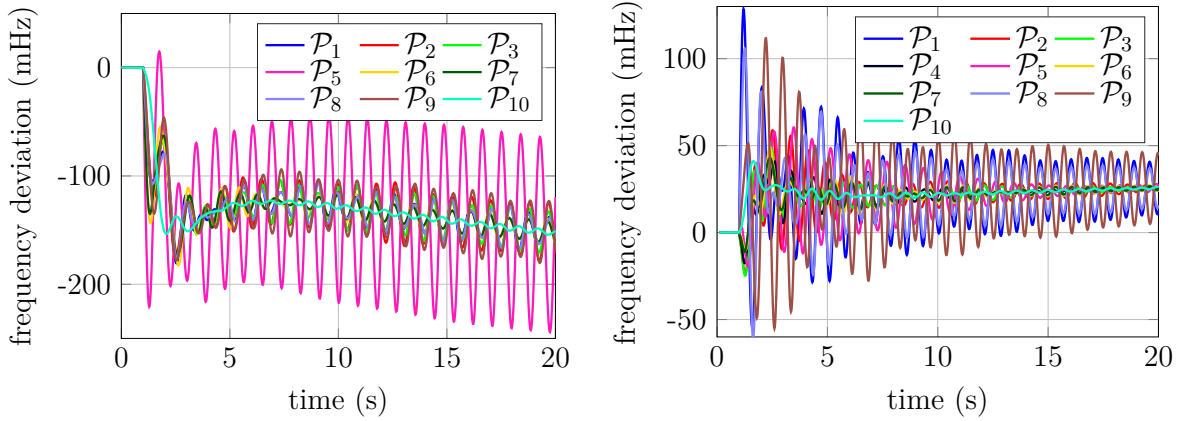 frequency deviation (mHz)
0
-100
-200
0 5 10 15 20
time (s)
P1 P2 P3
P5 P6 P7
P8 P9 P10
frequency deviation (mHz)
100
50
0
-50
0 5 10 15 20
time (s)
P1 P2 P3
P4 P5 P6
P7 P8 P9
P10